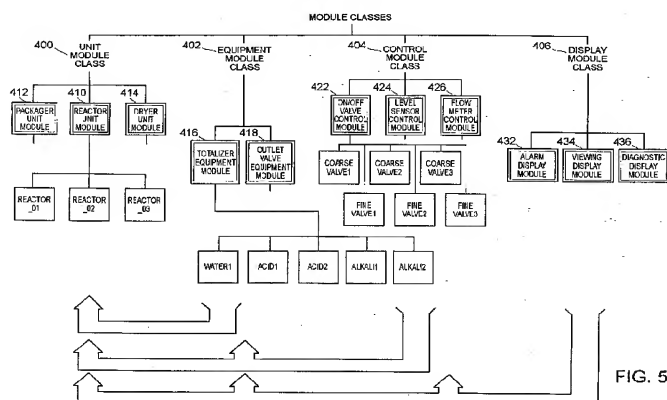 MODULE CLASSES
400
UNIT
MODULE
CLASS
402
EQUIPMENT
MODULE
CLASS
404
CONTROL
MODULE
CLASS
406
DISPLAY
MODULE
CLASS
412
PACKAGER
UNIT
MODULE
410
REACTOR
UNIT
MODULE
414
DRYER
UNIT
MODULE
416
TOTALIZER
EQUIPMENT
MODULE
418
OUTLET
VALVE
EQUIPMENT
MODULE
422
ON/OFF
VALVE
CONTROL
MODULE
424
LEVEL
SENSOR
CONTROL
MODULE
426
FLOW
METER
CONTROL
MODULE
432
ALARM
DISPLAY
MODULE
434
VIEWING
DISPLAY
MODULE
436
DIAGNOSTIC
DISPLAY
MODULE
REACTOR
_01
REACTOR
_02
REACTOR
_03
COARSE
VALVE1
COARSE
VALVE2
COARSE
VALVE3
FINE
VALVE1
FINE
VALVE2
FINE
VALVE3
WATER1
ACID1
ACID2
ALKALI1
ALKALI2
FIG. 5